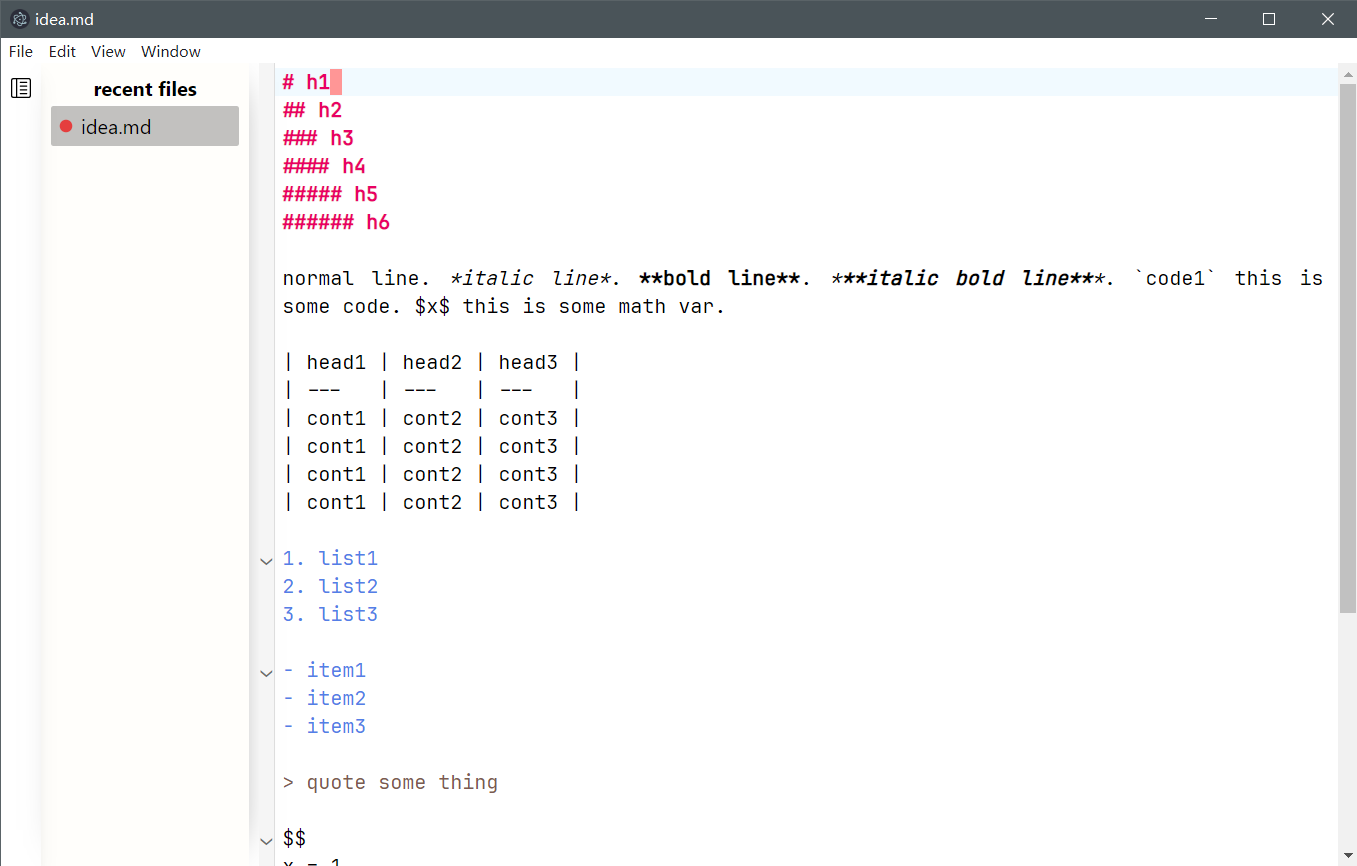 idea.md
File Edit View Window
recent files
idea.md
# h1
## h2
### h3
#### h4
##### h5
###### h6
normal line. *italic line*. **bold line**. ***italic bold line***. `code1` this is
some code. $x$ this is some math var.
| head1 | head2 | head3 |
| --- | --- | --- |
| cont1 | cont2 | cont3 |
| cont1 | cont2 | cont3 |
| cont1 | cont2 | cont3 |
| cont1 | cont2 | cont3 |
1. list1
2. list2
3. list3
- item1
- item2
- item3
> quote some thing
$$
x = 1